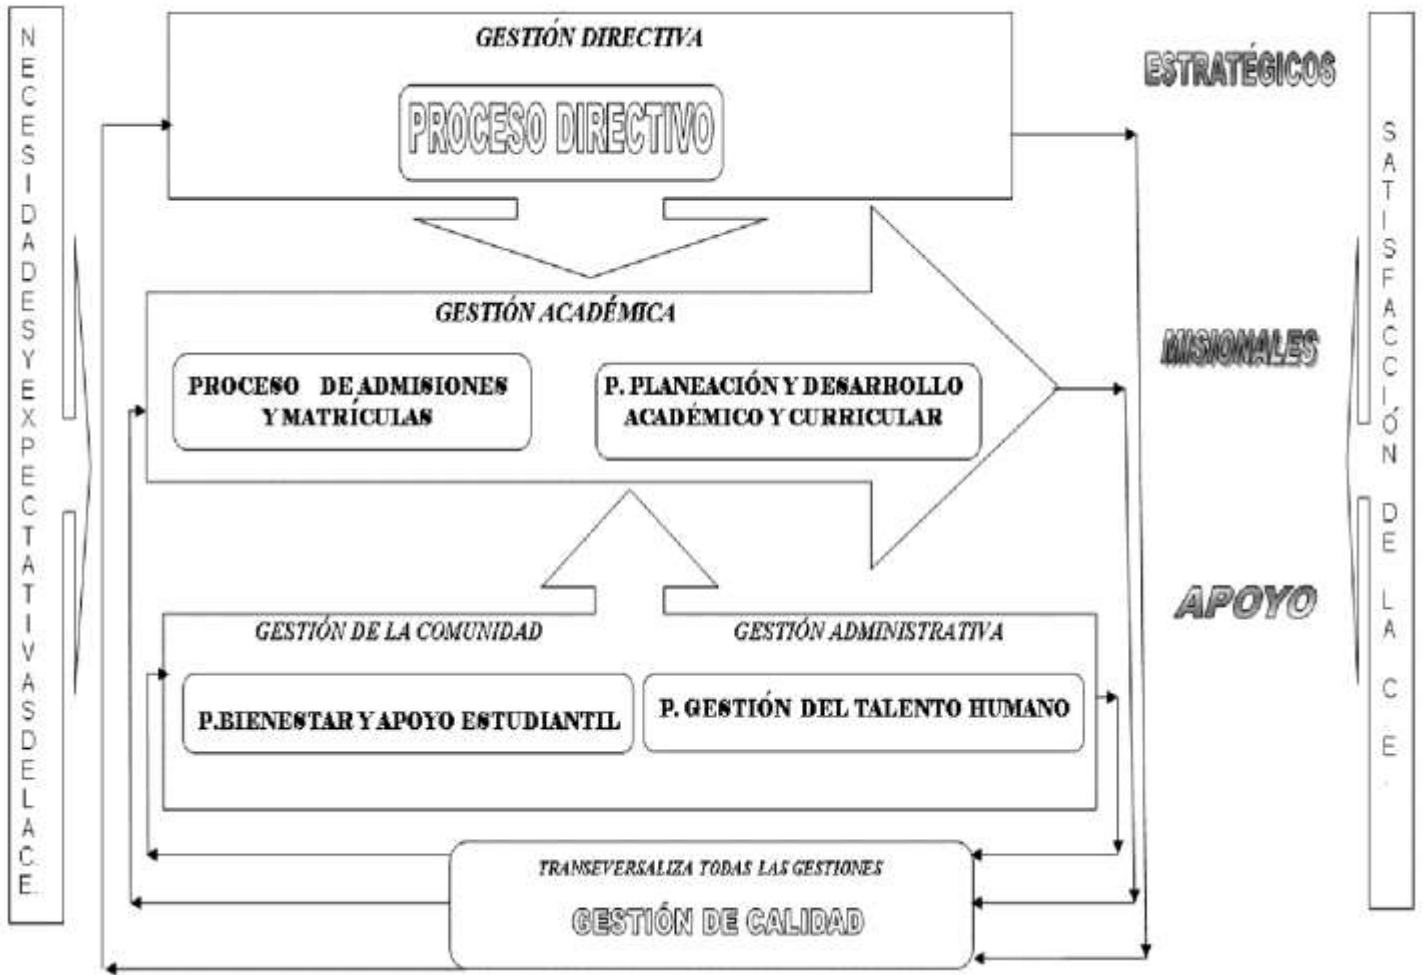 NECESIDADES Y EXPECTATIVAS DE LA C E.
GESTIÓN DIRECTIVA
PROCESO DIRECTIVO
ESTRATÉGICOS
GESTIÓN ACADÉMICA
PROCESO DE ADMISIONES
Y MATRÍCULAS
P. PLANEACIÓN Y DESARROLLO
ACADÉMICO Y CURRICULAR
MISIONALES
GESTIÓN DE LA COMUNIDAD
GESTIÓN ADMINISTRATIVA
P.BIENESTAR Y APOYO ESTUDIANTIL
P. GESTIÓN DEL TALENTO HUMANO
APOYO
TRANSEVERSALIZA TODAS LAS GESTIONES
GESTIÓN DE CALIDAD
SATISFACCIÓN DE LA C E.